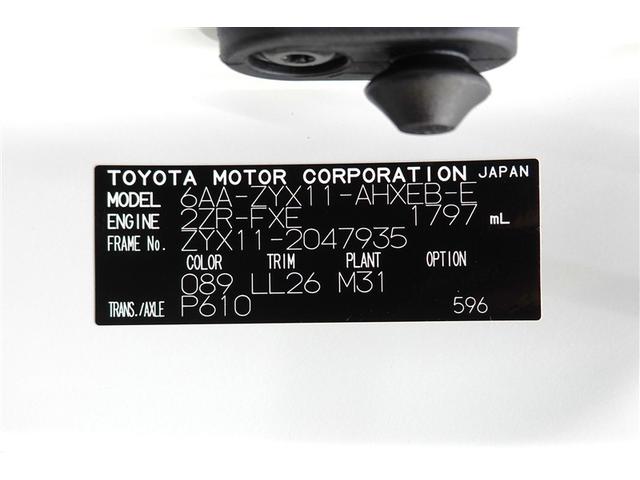 TOYOTA MOTOR CORPORATION JAPAN
MODEL 6AA-ZYX11-AHXEB-E
ENGINE 2ZR-FXE 1797 mL
FRAME No. ZYX11-2047935
COLOR TRIM PLANT OPTION
089 LL26 M31
TRANS./AXLE P610 596